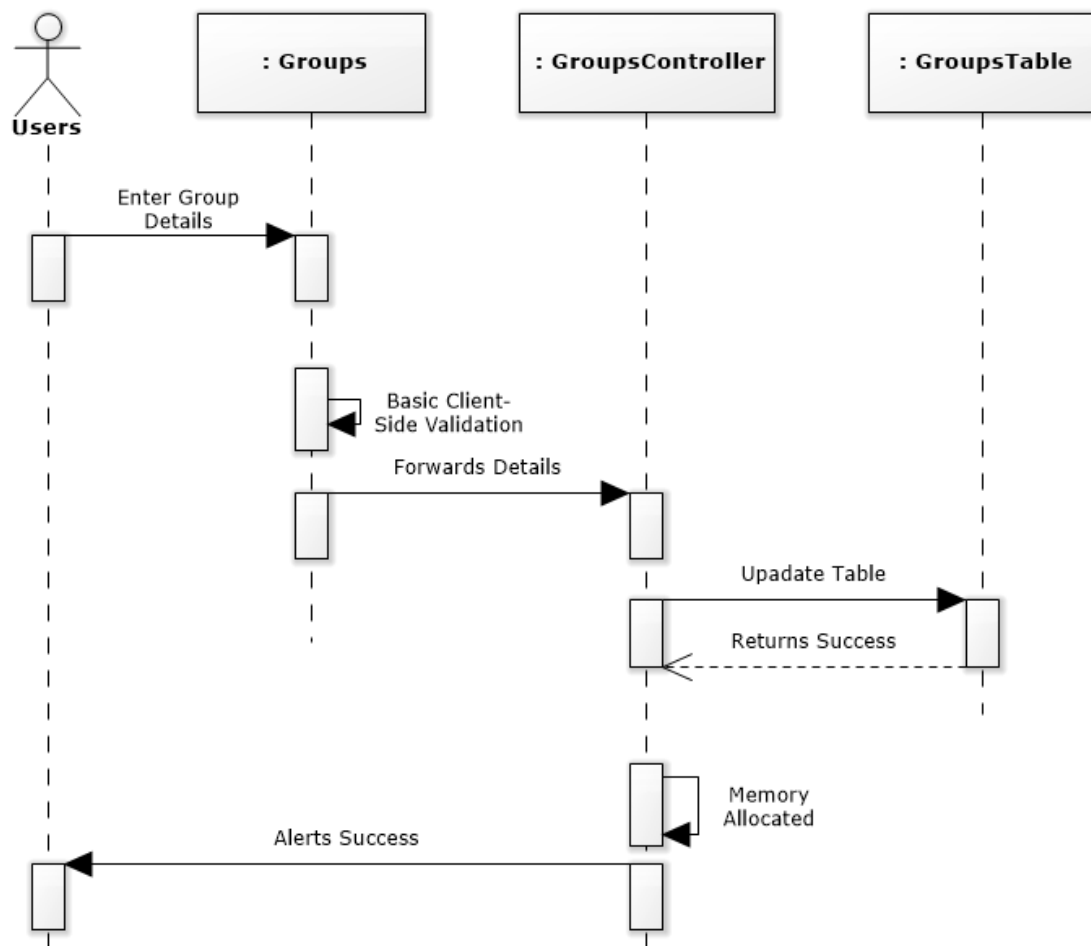 : Groups
: GroupsController
: GroupsTable
Users
Enter Group
Details
Basic Client-
Side Validation
Forwards Details
Upadate Table
Returns Success
Memory
Allocated
Alerts Success